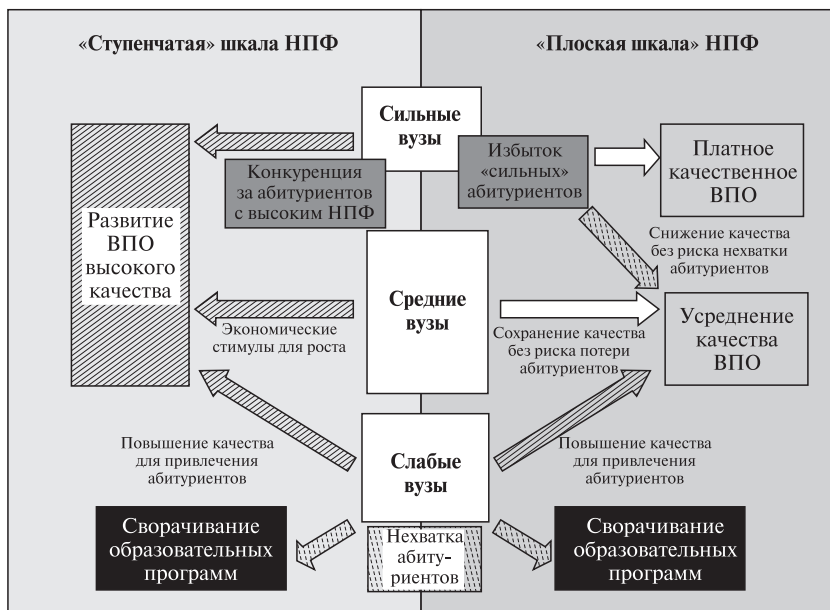 «Ступенчатая» шкала НПФ
«Плоская шкала» НПФ
Сильные
вузы
Конкуренция
за абитуриентов
с высоким НПФ
Избыток
«сильных»
абитуриентов
Платное
качественное
ВПО
Развитие
ВПО
высокого
качества
Снижение качества
без риска нехватки
абитуриентов
Средние
вузы
Экономические
стимулы для роста
Сохранение качества
без риска потери
абитуриентов
Усреднение
качества
ВПО
Повышение качества
для привлечения
абитуриентов
Слабые
вузы
Повышение качества
для привлечения
абитуриентов
Сворачивание
образовательных
программ
Нехватка
абиту-
риентов
Сворачивание
образовательных
программ